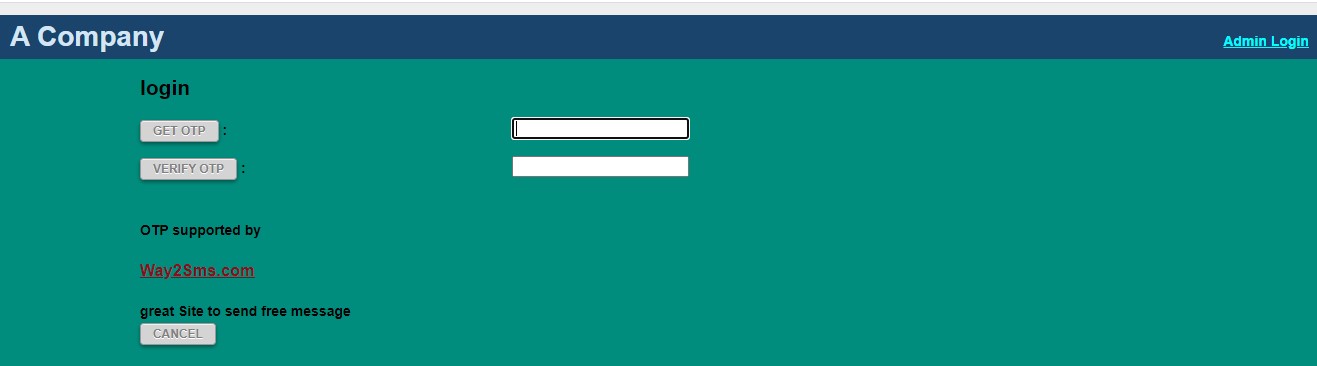 A Company
Admin Login
login
GET OTP :
VERIFY OTP :
OTP supported by
Way2Sms.com
great Site to send free message
CANCEL